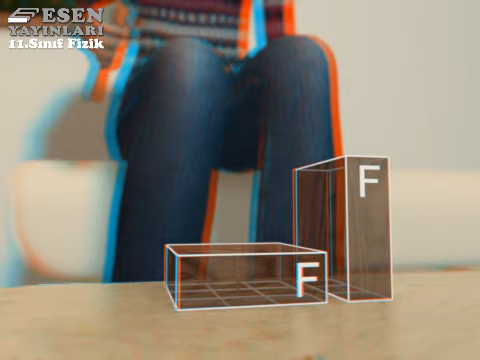 ESEN
YAYINLARI
11.Sınıf Fizik
F
F